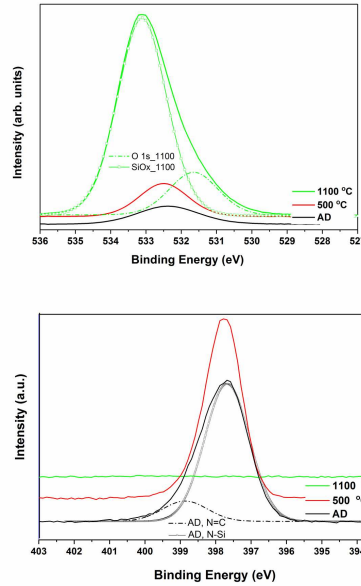 Intensity (arb. units)
O 1s_1100
SiOx_1100
1100 °C
500 °C
AD
536 535 534 533 532 531 530 529 528 527
Binding Energy (eV)
Intensity (a.u.)
1100
500 °
AD
AD, N=C
AD, N-Si
403 402 401 400 399 398 397 396 395 394
Binding Energy (eV)